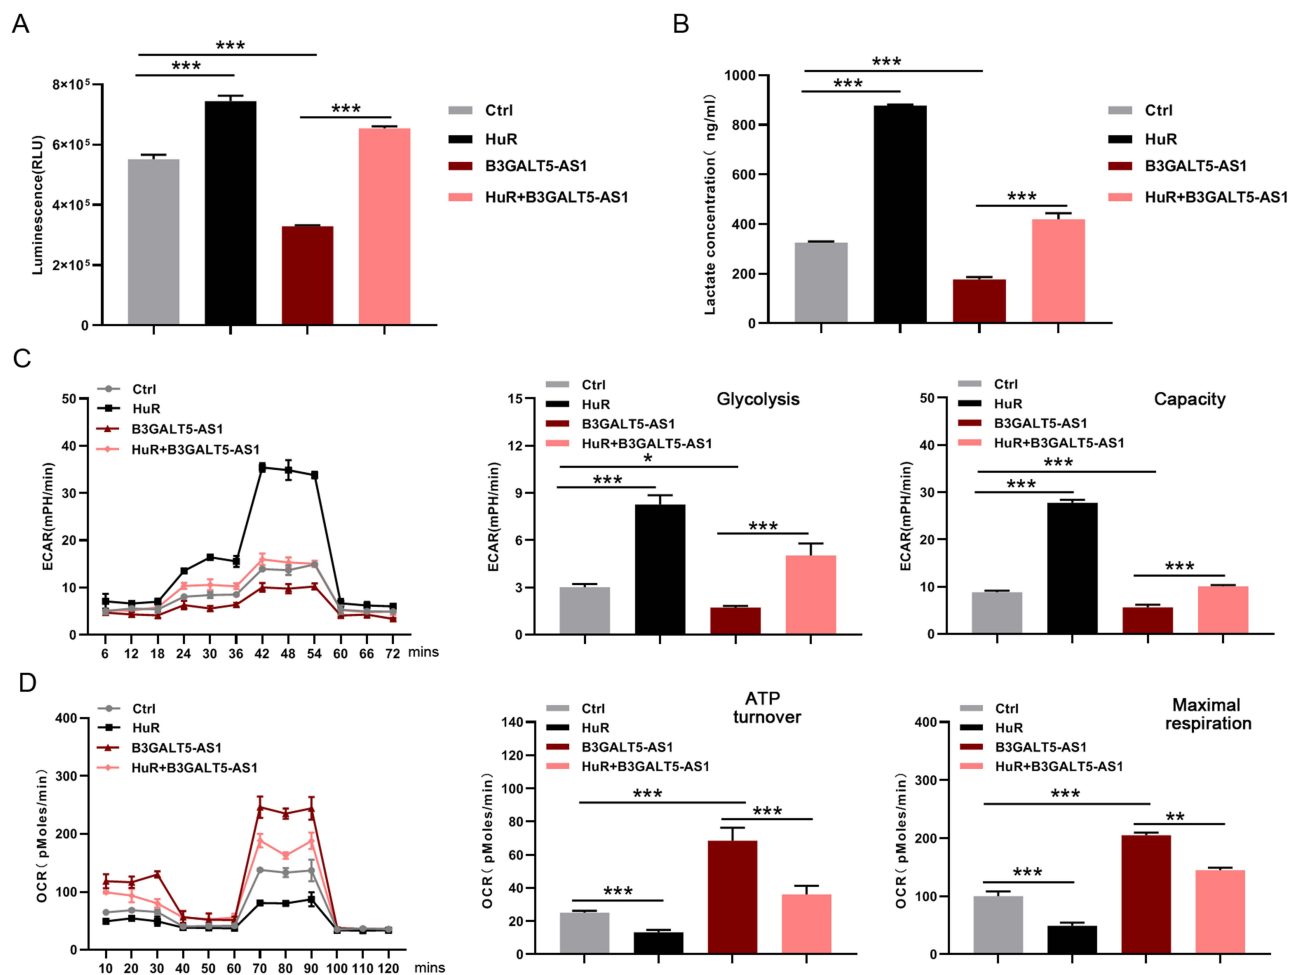 A
***
***
***
8×10⁵
6×10⁵
4×10⁵
2×10⁵
0
Luminescence(RLU)
Ctrl
HuR
B3GALT5-AS1
HuR+B3GALT5-AS1
B
***
***
***
1000
800
600
400
200
0
Lactate concentration( ng/ml)
Ctrl
HuR
B3GALT5-AS1
HuR+B3GALT5-AS1
C
Ctrl
HuR
B3GALT5-AS1
HuR+B3GALT5-AS1
50
40
30
20
10
0
ECAR(mPH/min)
6 12 18 24 30 36 42 48 54 60 66 72 mins
Glycolysis
Ctrl
HuR
B3GALT5-AS1
HuR+B3GALT5-AS1
15
12
9
6
3
0
ECAR(mPH/min)
*
***
***
Capacity
Ctrl
HuR
B3GALT5-AS1
HuR+B3GALT5-AS1
50
40
30
20
10
0
ECAR(mPH/min)
***
***
***
D
Ctrl
HuR
B3GALT5-AS1
HuR+B3GALT5-AS1
400
300
200
100
0
OCR( pMoles/min)
10 20 30 40 50 60 70 80 90 100 110 120 mins
ATP
turnover
Ctrl
HuR
B3GALT5-AS1
HuR+B3GALT5-AS1
140
120
100
80
60
40
20
0
OCR( pMoles/min)
***
***
***
Maximal
respiration
Ctrl
HuR
B3GALT5-AS1
HuR+B3GALT5-AS1
400
300
200
100
0
OCR( pMoles/min)
***
**
***